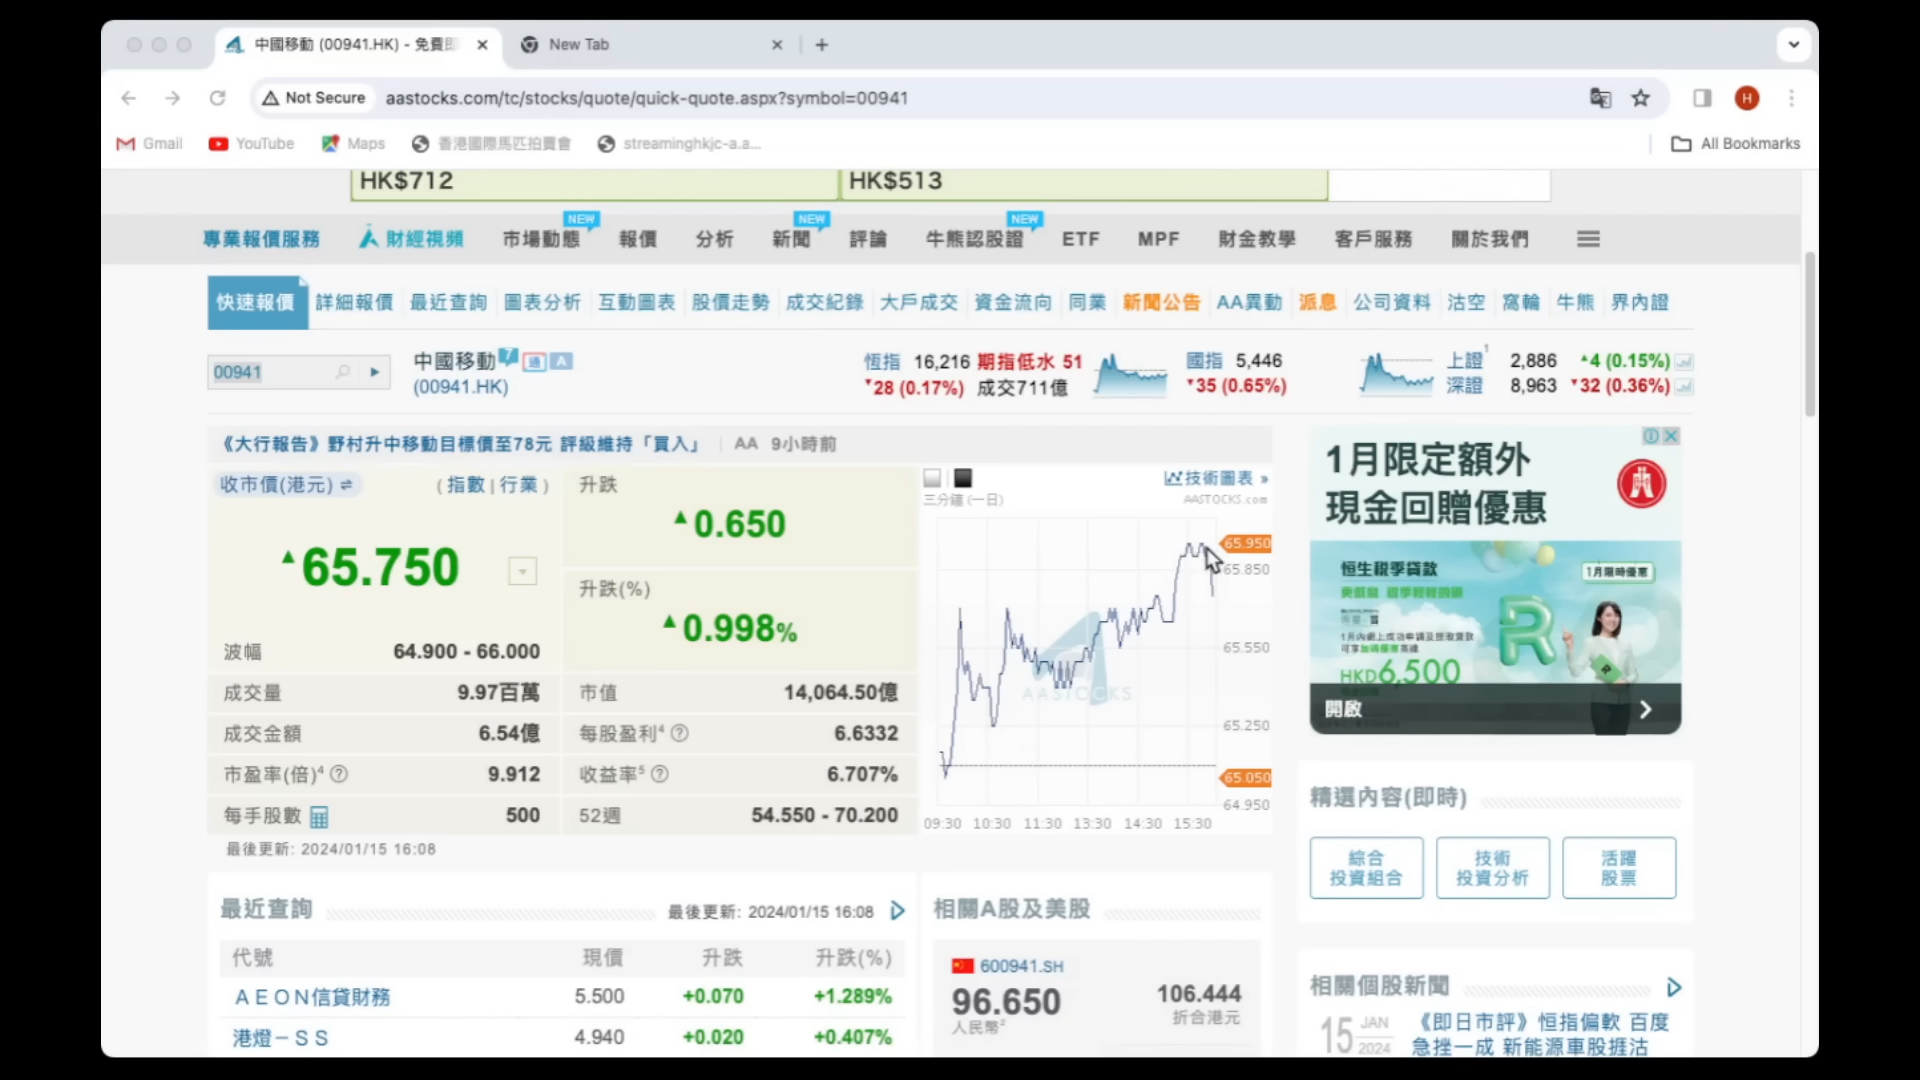 中國移動 (00941.HK) - 免費
New Tab
Not Secure
aastocks.com/tc/stocks/quote/quick-quote.aspx?symbol=00941
Gmail
YouTube
Maps
香港國際馬匹拍賣會
streaminghkjc-a.a...
All Bookmarks
H
HK$712
HK$513
專業報價服務
財經視頻
市場動態
NEW
報價
分析
新聞
NEW
評論
牛熊認股證
NEW
ETF
MPF
財金教學
客戶服務
關於我們
快速報價
詳細報價
最近查詢
圖表分析
互動圖表
股價走勢
成交紀錄
大戶成交
資金流向
同業
新聞公告
AA異動
派息
公司資料
沽空
窩輪
牛熊
界內證
00941
中國移動 7 通 A
(00941.HK)
恆指 16,216 期指低水 51
▼28 (0.17%) 成交711億
國指 5,446
▼35 (0.65%)
上證1 2,886 ▲4 (0.15%)
深證 8,963 ▼32 (0.36%)
《大行報告》野村升中移動目標價至78元 評級維持「買入」 | AA 9小時前
收市價(港元) ⇌ (指數|行業)
▲65.750
升跌
▲0.650
升跌(%)
▲0.998%
波幅 64.900 - 66.000
成交量 9.97百萬
市值 14,064.50億
成交金額 6.54億
每股盈利4 ? 6.6332
市盈率(倍)4 ? 9.912
收益率5 ? 6.707%
每手股數 500
52週 54.550 - 70.200
最後更新: 2024/01/15 16:08
技術圖表 »
三分鐘 (一日)
AASTOCKS.com
65.950
65.850
65.550
65.250
65.050
64.950
AASTOCKS
09:30 10:30 11:30 13:30 14:30 15:30
1月限定額外
現金回贈優惠
恒生稅季貸款
1月限時優惠
HKD6,500
開啟
精選內容(即時)
綜合
投資組合
技術
投資分析
活躍
股票
最近查詢
最後更新: 2024/01/15 16:08
代號 現價 升跌 升跌(%)
AEON信貸財務 5.500 +0.070 +1.289%
港燈－ＳＳ 4.940 +0.020 +0.407%
相關A股及美股
600941.SH
96.650
人民幣2
106.444
折合港元
相關個股新聞
15 JAN 2024
《即日市評》恒指偏軟 百度
急挫一成 新能源車股捱沽